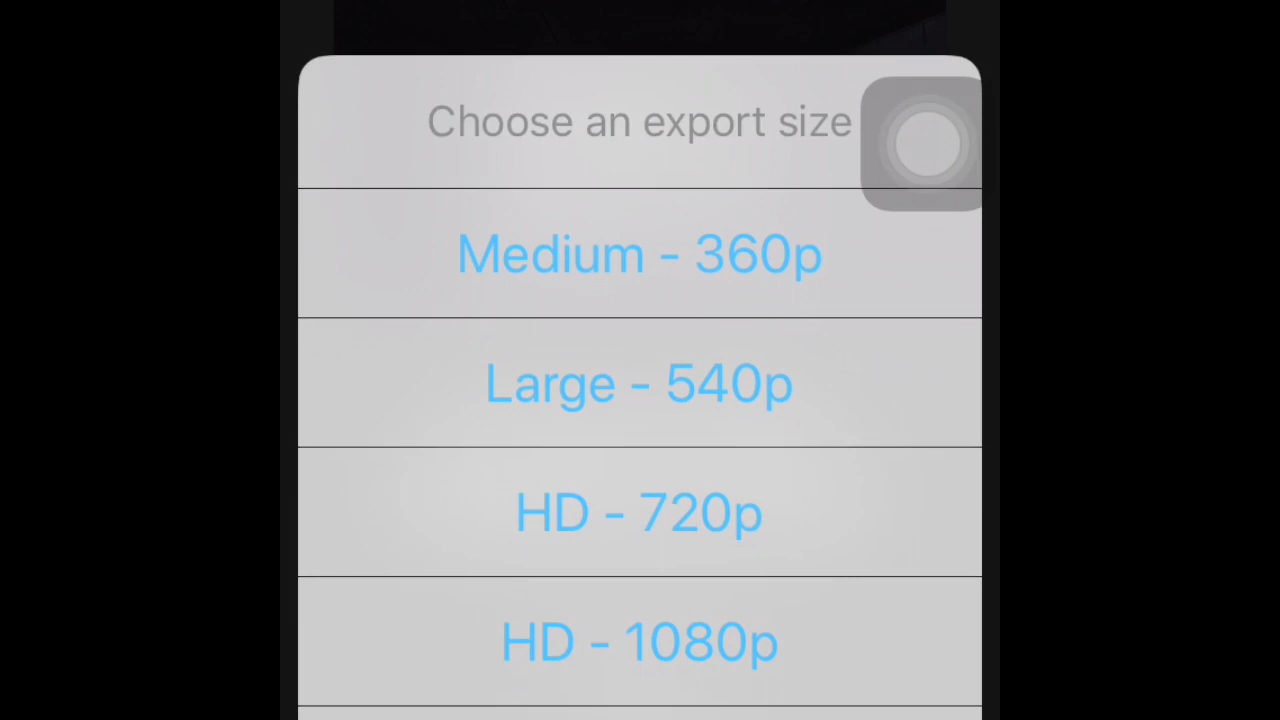 Choose an export size
Medium - 360p
Large - 540p
HD - 720p
HD - 1080p